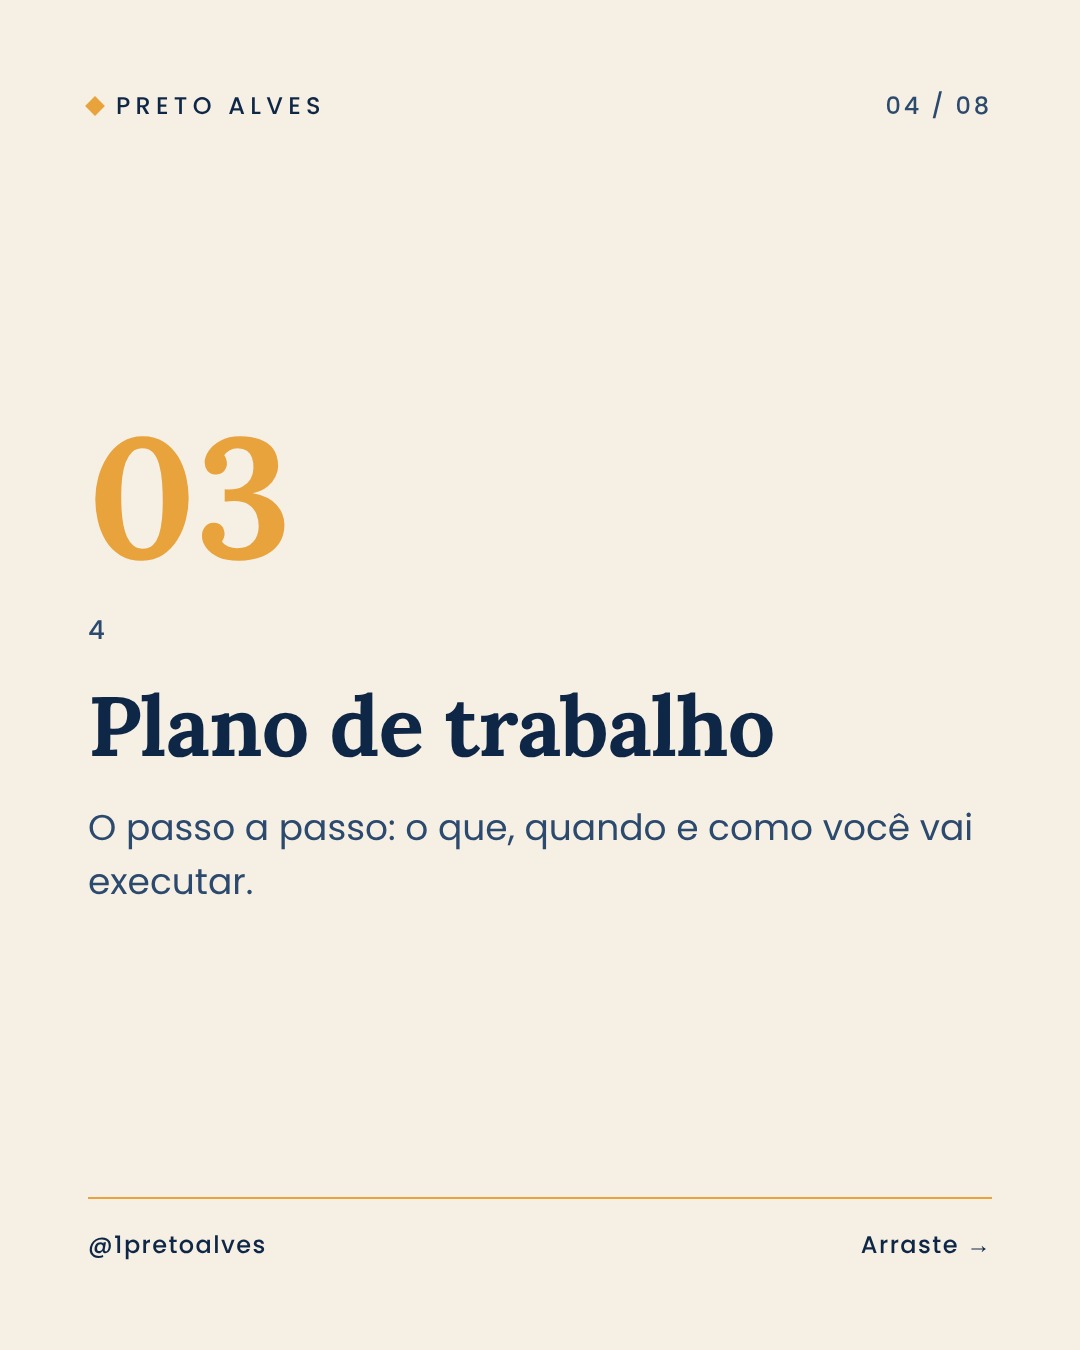 PRETO ALVES
04 / 08
03
4
Plano de trabalho
O passo a passo: o que, quando e como você vai
executar.
@1pretoalves
Arraste →